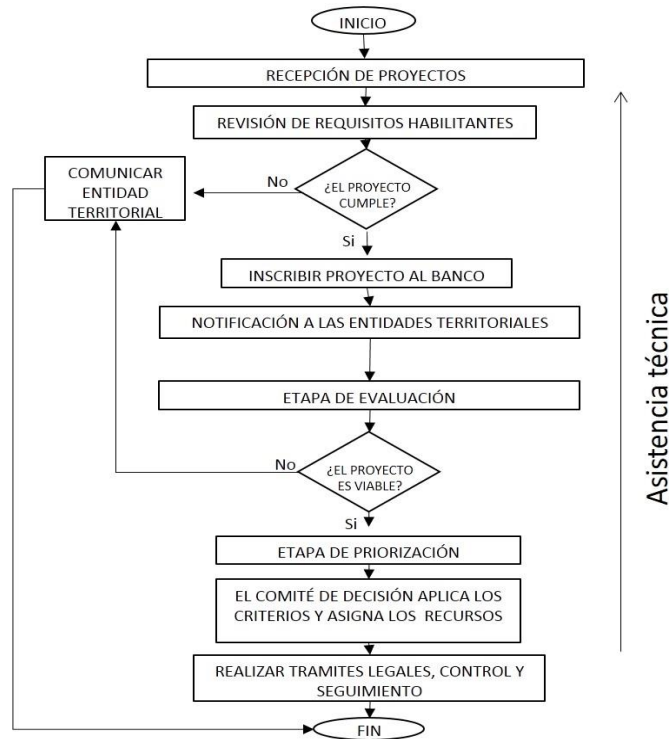 INICIO
RECEPCIÓN DE PROYECTOS
REVISIÓN DE REQUISITOS HABILITANTES
¿EL PROYECTO
CUMPLE?
No
COMUNICAR
ENTIDAD
TERRITORIAL
Si
INSCRIBIR PROYECTO AL BANCO
NOTIFICACIÓN A LAS ENTIDADES TERRITORIALES
ETAPA DE EVALUACIÓN
¿EL PROYECTO
ES VIABLE?
No
Si
ETAPA DE PRIORIZACIÓN
EL COMITÉ DE DECISIÓN APLICA LOS
CRITERIOS Y ASIGNA LOS RECURSOS
REALIZAR TRAMITES LEGALES, CONTROL Y
SEGUIMIENTO
FIN
Asistencia técnica